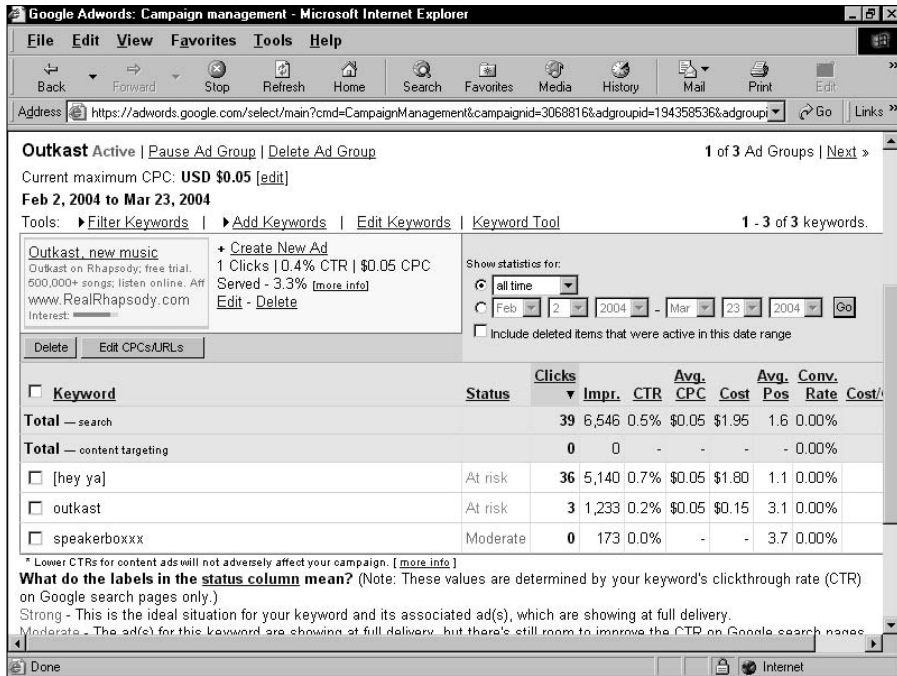 Google Adwords: Campaign management - Microsoft Internet Explorer
File Edit View Favorites Tools Help
Back Forward Stop Refresh Home Search Favorites Media History Mail Print Edit »
Address https://adwords.google.com/select/main?cmd=CampaignManagement&campaignid=3068816&adgroupid=194358536&adgroupi Go Links »
Outkast Active | Pause Ad Group | Delete Ad Group 1 of 3 Ad Groups | Next »
Current maximum CPC: USD $0.05 [edit]
Feb 2, 2004 to Mar 23, 2004
Tools: Filter Keywords | Add Keywords | Edit Keywords | Keyword Tool 1 - 3 of 3 keywords.
Outkast, new music
Outkast on Rhapsody; free trial.
500,000+ songs; listen online. Aff
www.RealRhapsody.com
Interest:
+ Create New Ad
1 Clicks | 0.4% CTR | $0.05 CPC
Served - 3.3% [more info]
Edit - Delete
Show statistics for:
all time
Feb 2 2004 - Mar 23 2004 Go
Include deleted items that were active in this date range
Delete Edit CPCs/URLs
Keyword Status Clicks ▼ Impr. CTR Avg. CPC Cost Avg. Pos Conv. Rate Cost/
Total — search 39 6,546 0.5% $0.05 $1.95 1.6 0.00%
Total — content targeting 0 0 - - - - 0.00%
[hey ya] At risk 36 5,140 0.7% $0.05 $1.80 1.1 0.00%
outkast At risk 3 1,233 0.2% $0.05 $0.15 3.1 0.00%
speakerboxxx Moderate 0 173 0.0% - - 3.7 0.00%
* Lower CTRs for content ads will not adversely affect your campaign. [ more info ]
What do the labels in the status column mean? (Note: These values are determined by your keyword's clickthrough rate (CTR)
on Google search pages only.)
Strong - This is the ideal situation for your keyword and its associated ad(s), which are showing at full delivery.
Moderate - The ad(s) for this keyword are showing at full delivery, but there's still room to improve the CTR on Google search pages
Done Internet